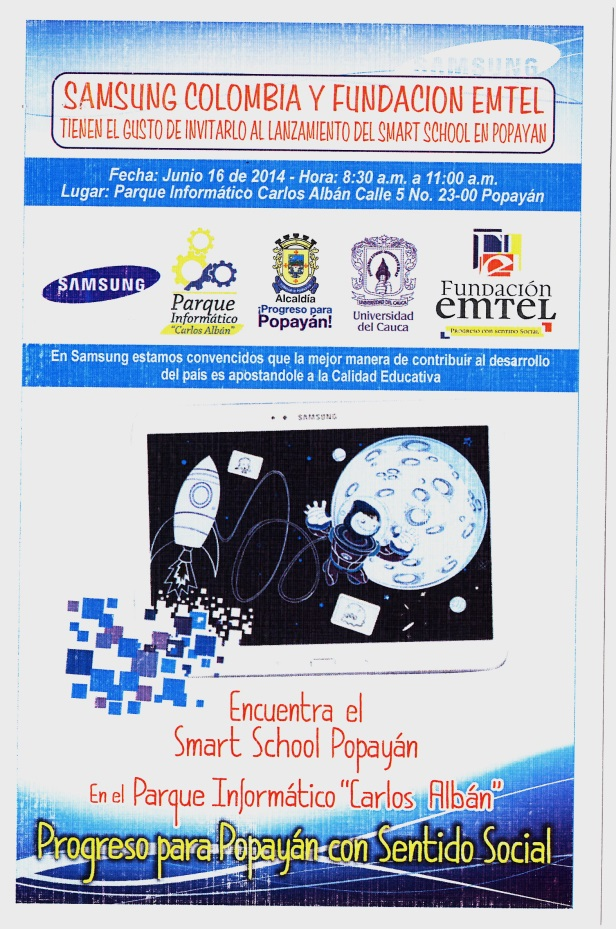 SAMSUNG
SAMSUNG COLOMBIA Y FUNDACION EMTEL
TIENEN EL GUSTO DE INVITARLO AL LANZAMIENTO DEL SMART SCHOOL EN POPAYAN
Fecha: Junio 16 de 2014 - Hora: 8:30 a.m. a 11:00 a.m.
Lugar: Parque Informático Carlos Albán Calle 5 No. 23-00 Popayán
SAMSUNG
Parque
Informático
"Carlos Albán"
Alcaldía
¡Progreso para
Popayán!
UNIVERSIDAD DEL CAUCA
Universidad
del Cauca
Fundación
emtel
Progreso con sentido Social
En Samsung estamos convencidos que la mejor manera de contribuir al desarrollo
del pais es apostandole a la Calidad Educativa
SAMSUNG
Encuentra el
Smart School Popayán
En el Parque Informático "Carlos Albán"
Progreso para Popayán con Sentido Social